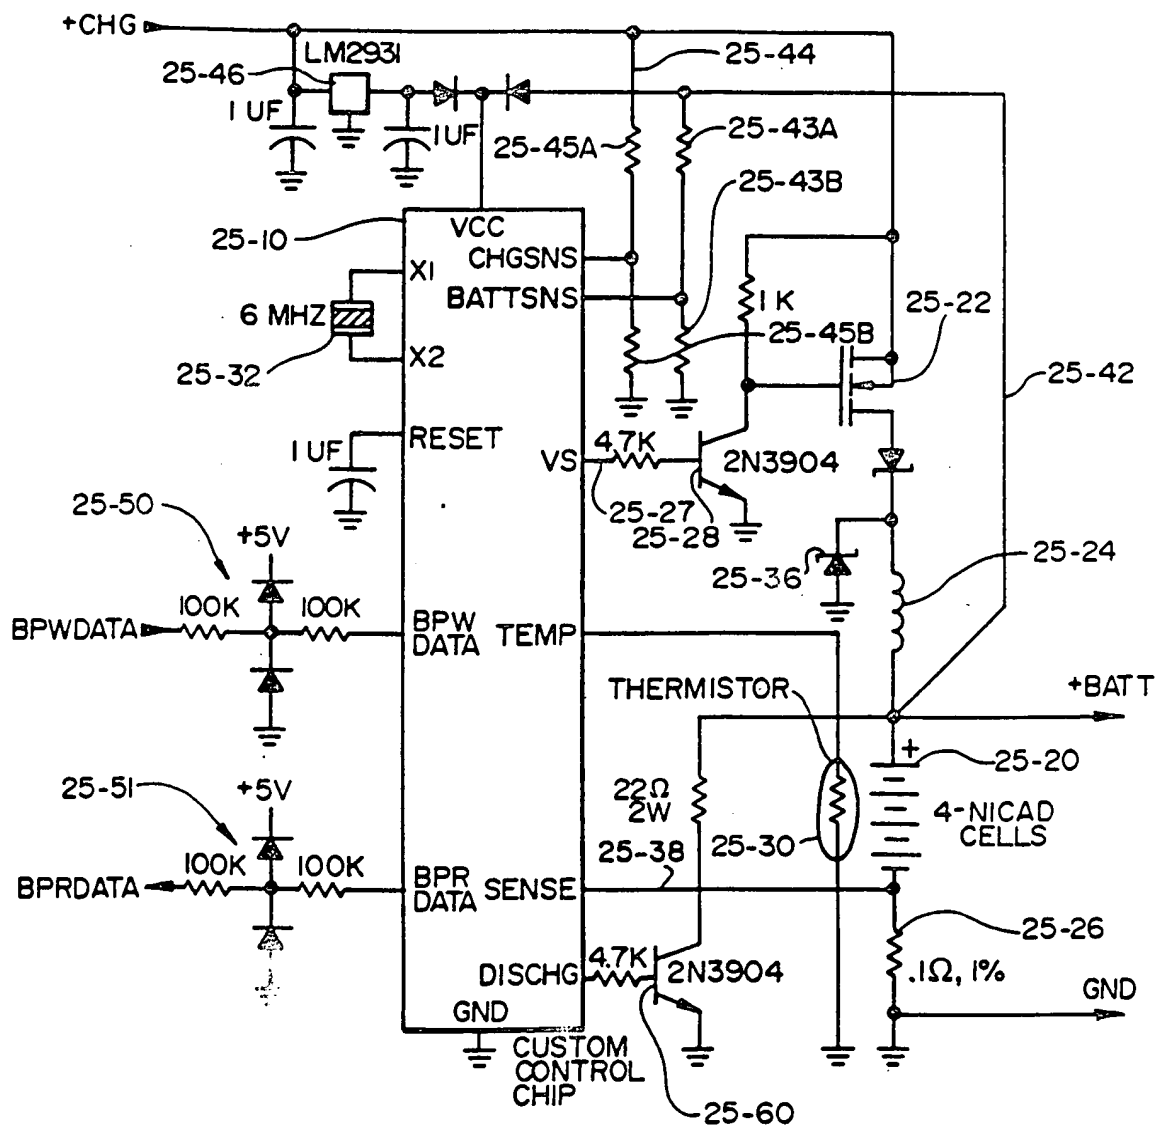 +CHG
LM2931
25-46
25-44
1 UF
1UF
25-45A
25-43A
25-43B
25-10
VCC
CHGSNS
X1
BATTSNS
1K
25-22
6 MHZ
25-45B
X2
25-32
25-42
RESET
4.7K
1 UF
VS
2N3904
25-50
25-27
25-28
+5V
25-36
25-24
100K
100K
BPWDATA
BPW
DATA
TEMP
THERMISTOR
+BATT
+
25-20
25-51
+5V
22Ω
2W
4-NICAD
CELLS
25-38
25-30
100K
100K
BPRDATA
BPR
DATA
SENSE
25-26
4.7K
DISCHG
2N3904
.1Ω, 1%
GND
GND
CUSTOM
CONTROL
CHIP
25-60